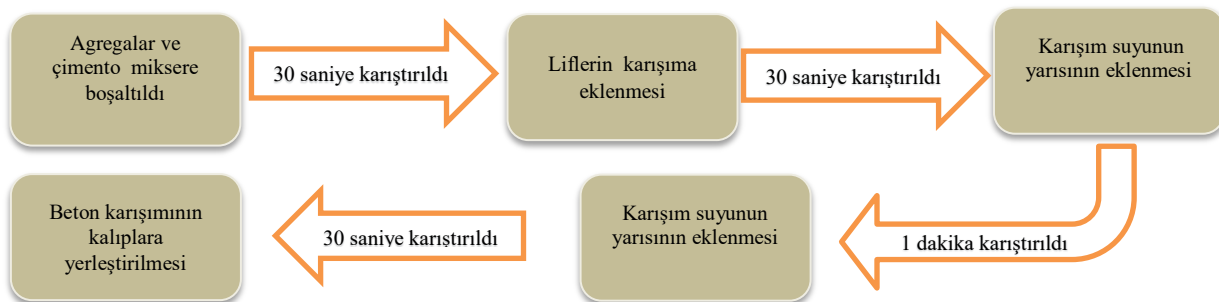 Agregalar ve
çimento miksere
boşaltıldı
30 saniye karıştırıldı
Liflerin karışıma
eklenmesi
30 saniye karıştırıldı
Karışım suyunun
yarısının eklenmesi
1 dakika karıştırıldı
Karışım suyunun
yarısının eklenmesi
30 saniye karıştırıldı
Beton karışımının
kalıplara
yerleştirilmesi